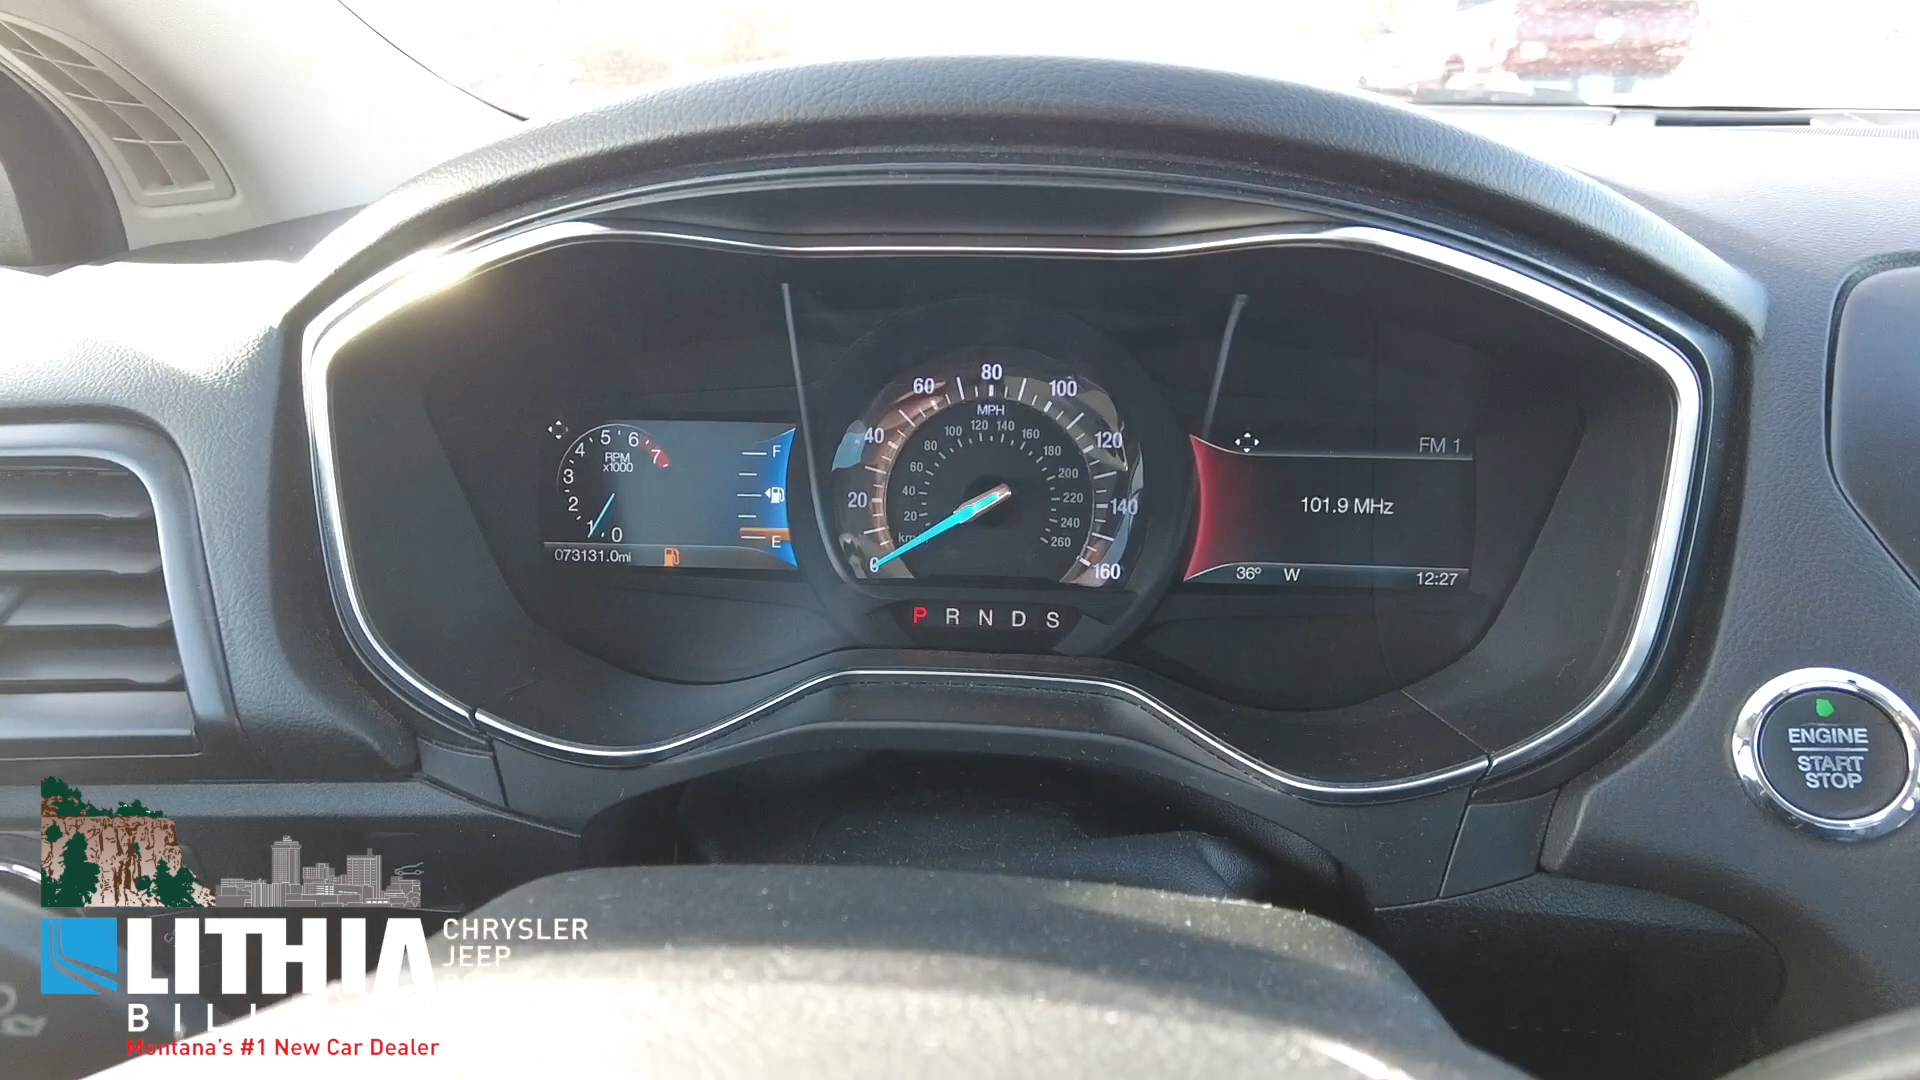 80
60
100
MPH
40
120
20
140
0
160
100 120 140
80
160
60
180
40
200
20
220
240
260
5 6
4
7
RPM
x1000
3
2
1
0
F
E
073131.0mi
FM 1
101.9 MHz
36° W
12:27
P R N D S
ENGINE
START
STOP
LITHIA
CHRYSLER
JEEP
Montana's #1 New Car Dealer